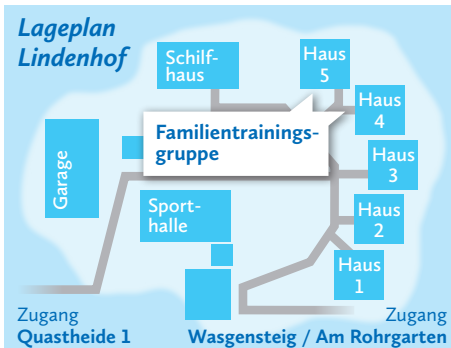 Lageplan
Lindenhof
Schilf-
haus
Haus
5
Haus
4
Familientrainings-
gruppe
Garage
Haus
3
Sport-
halle
Haus
2
Haus
1
Zugang
Quastheide 1
Zugang
Wasgensteig / Am Rohrgarten